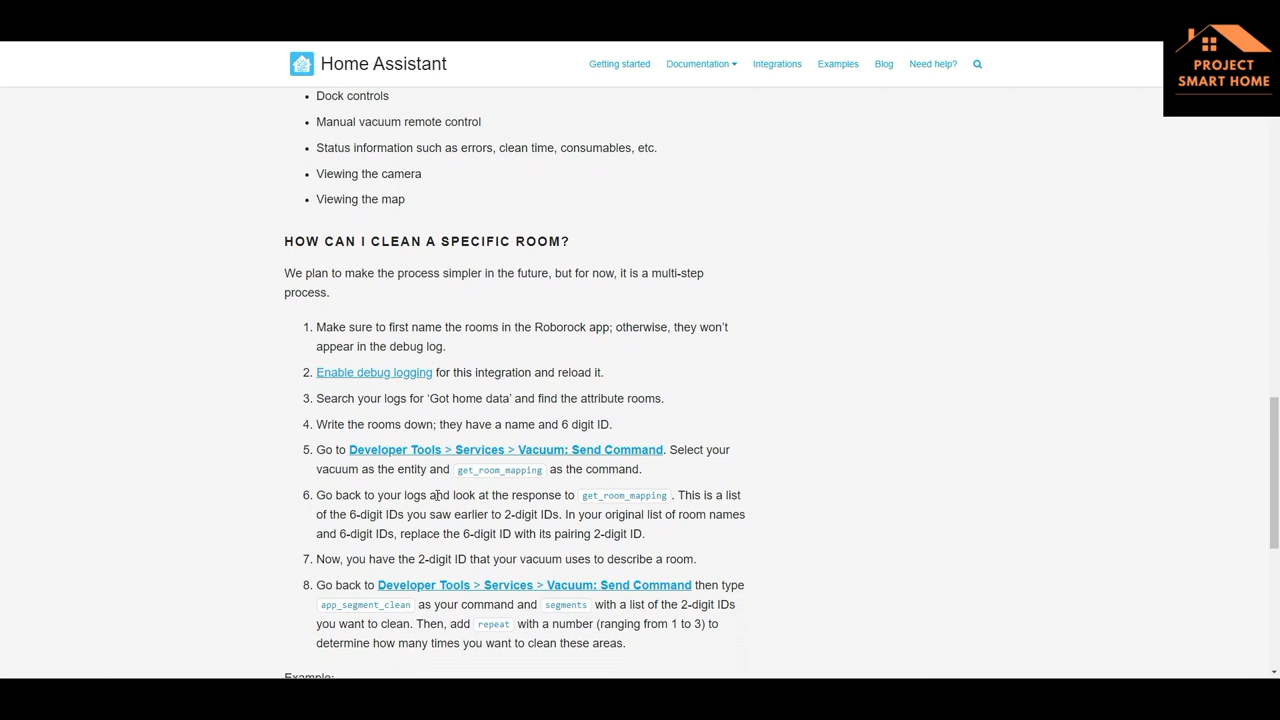 Home Assistant
Getting started
Documentation
Integrations
Examples
Blog
Need help?
PROJECT
SMART HOME
Dock controls
Manual vacuum remote control
Status information such as errors, clean time, consumables, etc.
Viewing the camera
Viewing the map
HOW CAN I CLEAN A SPECIFIC ROOM?
We plan to make the process simpler in the future, but for now, it is a multi-step
process.
1. Make sure to first name the rooms in the Roborock app; otherwise, they won't
appear in the debug log.
2. Enable debug logging for this integration and reload it.
3. Search your logs for 'Got home data' and find the attribute rooms.
4. Write the rooms down; they have a name and 6 digit ID.
5. Go to Developer Tools > Services > Vacuum: Send Command. Select your
vacuum as the entity and get_room_mapping as the command.
6. Go back to your logs and look at the response to get_room_mapping. This is a list
of the 6-digit IDs you saw earlier to 2-digit IDs. In your original list of room names
and 6-digit IDs, replace the 6-digit ID with its pairing 2-digit ID.
7. Now, you have the 2-digit ID that your vacuum uses to describe a room.
8. Go back to Developer Tools > Services > Vacuum: Send Command then type
app_segment_clean as your command and segments with a list of the 2-digit IDs
you want to clean. Then, add repeat with a number (ranging from 1 to 3) to
determine how many times you want to clean these areas.
Example: